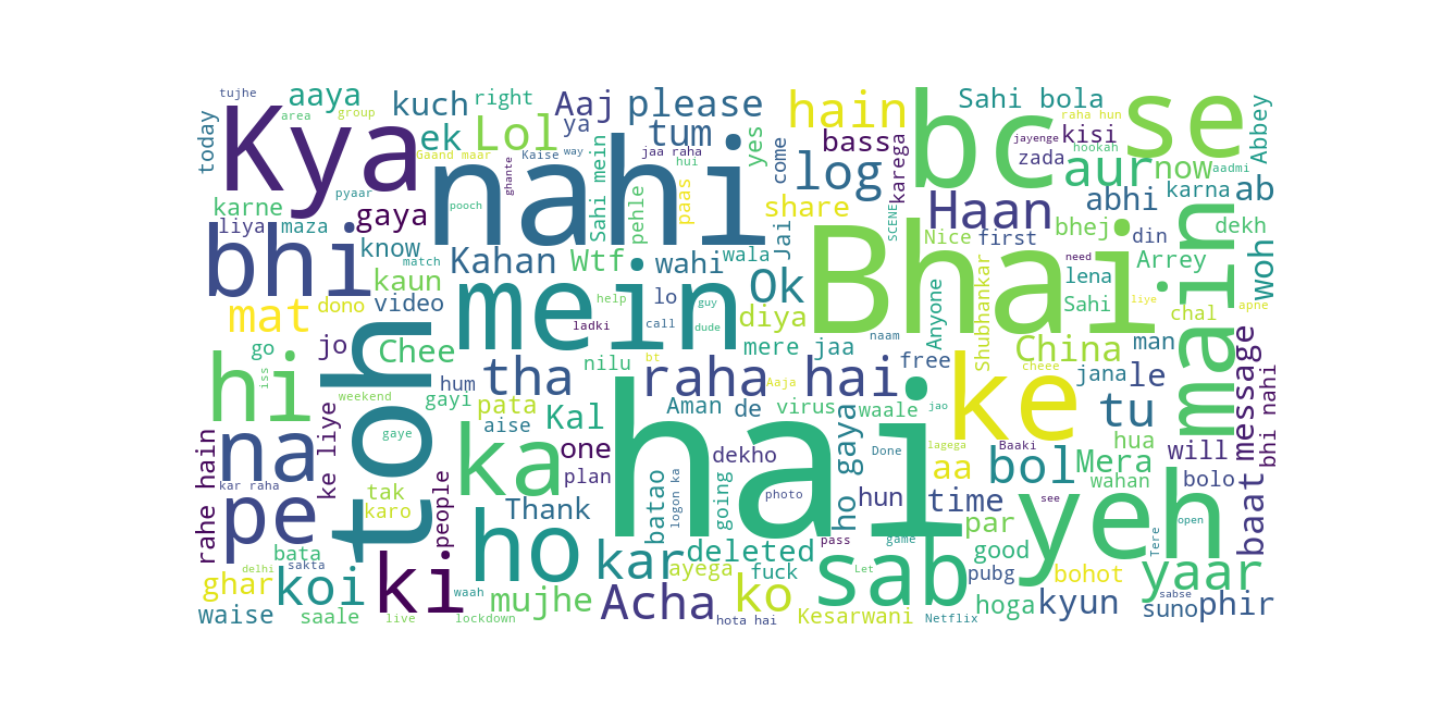 tujhe
today
area
group
aaya
kuch
right
Aaj
please
hain
bc
Sahi bola
se
Abbey
Kya
ek
Lol
ya
tum
yes
come
bass
karega
jayenge
raha hun
kisi
hookah
zada
aur
now
aadmi
Gaand maar
Kaise
way
jaa raha
hui
ghante
nahi
Sahi mein
log
abhi
karna
ab
pyaar
karne
gaya
pooch
pehle
paas
share
Haan
SCENE
bhej
din
dekh
liya
maza
bhi
know
match
Kahan
Wtf
wahi
wala
Jai
Nice
first
Arrey
woh
kaun
mein
help
lo
guy
Ok
Bhai
need
lena
main
mat
dono
video
ladki
call
dude
diya
Anyone
Shubhankar
Sahi
liye
chal
apne
toh
go
jo
Chee
nilu
bt
mere
jaa
naam
free
China
man
message
hi
iss
weekend
hum
gayi
tha
raha
hai
Aaja
cheee
jana
le
ke
pata
Kal
Aman
de
virus
waale
jao
tu
na
gaye
aise
ka
one
hai
dekho
ho gaya
lagega
Done
aa
Baaki
bol
Mera
hua
will
bhi nahi
rahe hain
kar raha
ke liye
tak
karo
people
plan
batao
logon ka
going
photo
hun
time
see
wahan
bolo
baat
pe
Thank
ho
par
yeh
open
bata
ki
kar
deleted
pass
game
sab
good
Tere
delhi
sakta
ghar
koi
waah
mujhe
ayega
fuck
ko
Let
pubg
bohot
yaar
sabse
waise
saale
live
lockdown
Acha
hota hai
Kesarwani
Netflix
hoga
kyun
suno
phir